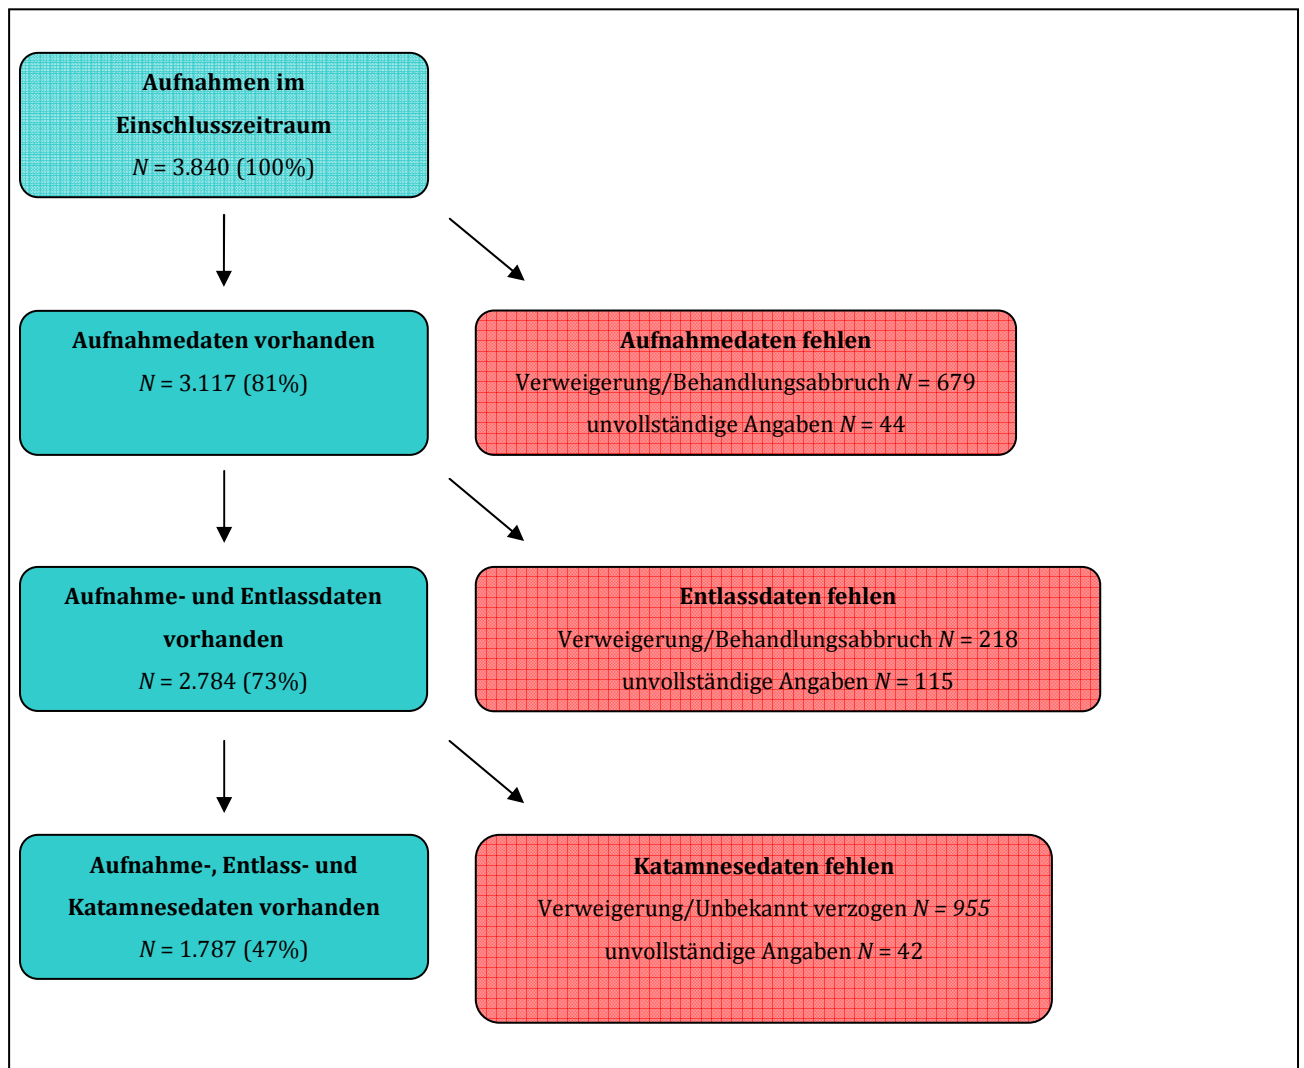 Aufnahmen im
Einschlusszeitraum
N = 3.840 (100%)
Aufnahmedaten vorhanden
N = 3.117 (81%)
Aufnahmedaten fehlen
Verweigerung/Behandlungsabbruch N = 679
unvollständige Angaben N = 44
Aufnahme- und Entlassdaten
vorhanden
N = 2.784 (73%)
Entlassdaten fehlen
Verweigerung/Behandlungsabbruch N = 218
unvollständige Angaben N = 115
Aufnahme-, Entlass- und
Katamnesedaten vorhanden
N = 1.787 (47%)
Katamnesedaten fehlen
Verweigerung/Unbekannt verzogen N = 955
unvollständige Angaben N = 42